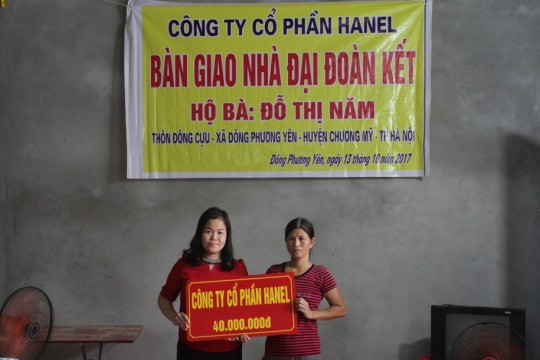 CÔNG TY CỔ PHẦN HANEL
BÀN GIAO NHÀ ĐẠI ĐOÀN KẾT
HỘ BÀ: ĐỖ THỊ NĂM
THÔN ĐÔNG CỰU - XÃ ĐÔNG PHƯƠNG YÊN - HUYỆN CHƯƠNG MỸ - TP HÀ NỘI
Đông Phương Yên, ngày 13 tháng 10 năm 2017
CÔNG TY CỔ PHẦN HANEL
40.000.000đ